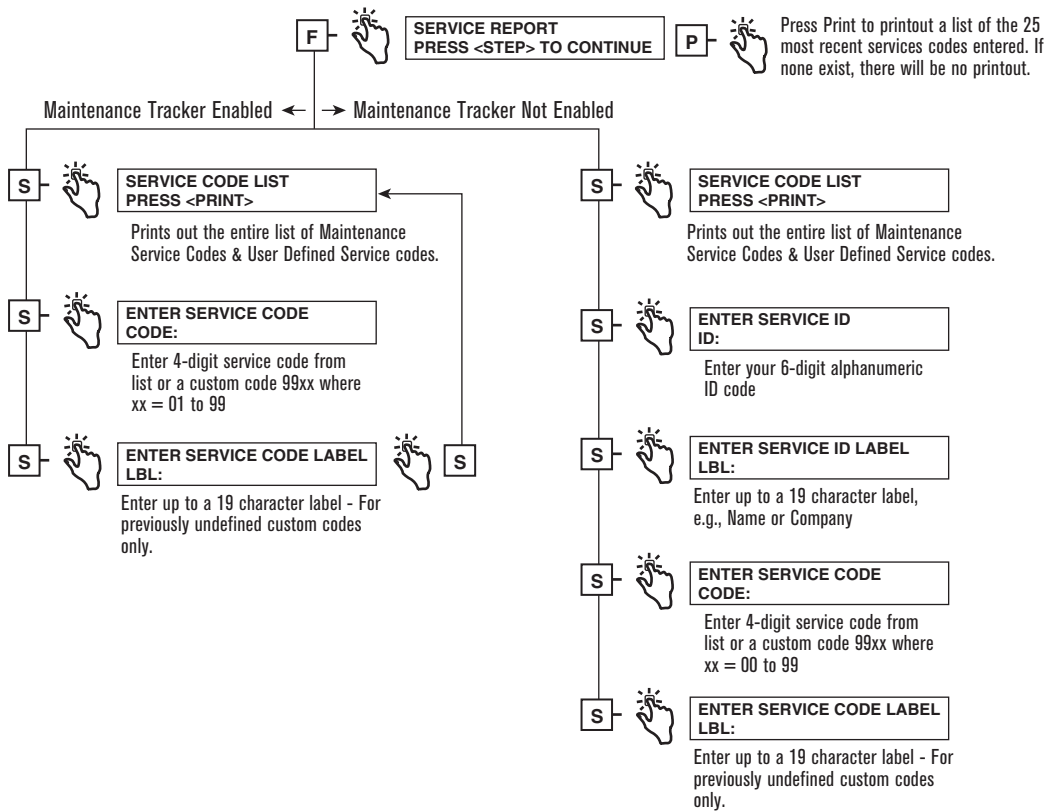 F
SERVICE REPORT
PRESS <STEP> TO CONTINUE
P
Press Print to printout a list of the 25
most recent services codes entered. If
none exist, there will be no printout.
Maintenance Tracker Enabled ← → Maintenance Tracker Not Enabled
S
SERVICE CODE LIST
PRESS <PRINT>
Prints out the entire list of Maintenance
Service Codes & User Defined Service codes.
S
ENTER SERVICE CODE
CODE:
Enter 4-digit service code from
list or a custom code 99xx where
xx = 01 to 99
S
ENTER SERVICE CODE LABEL
LBL:
S
Enter up to a 19 character label - For
previously undefined custom codes
only.
S
SERVICE CODE LIST
PRESS <PRINT>
Prints out the entire list of Maintenance
Service Codes & User Defined Service codes.
S
ENTER SERVICE ID
ID:
Enter your 6-digit alphanumeric
ID code
S
ENTER SERVICE ID LABEL
LBL:
Enter up to a 19 character label,
e.g., Name or Company
S
ENTER SERVICE CODE
CODE:
Enter 4-digit service code from
list or a custom code 99xx where
xx = 00 to 99
S
ENTER SERVICE CODE LABEL
LBL:
Enter up to a 19 character label - For
previously undefined custom codes
only.